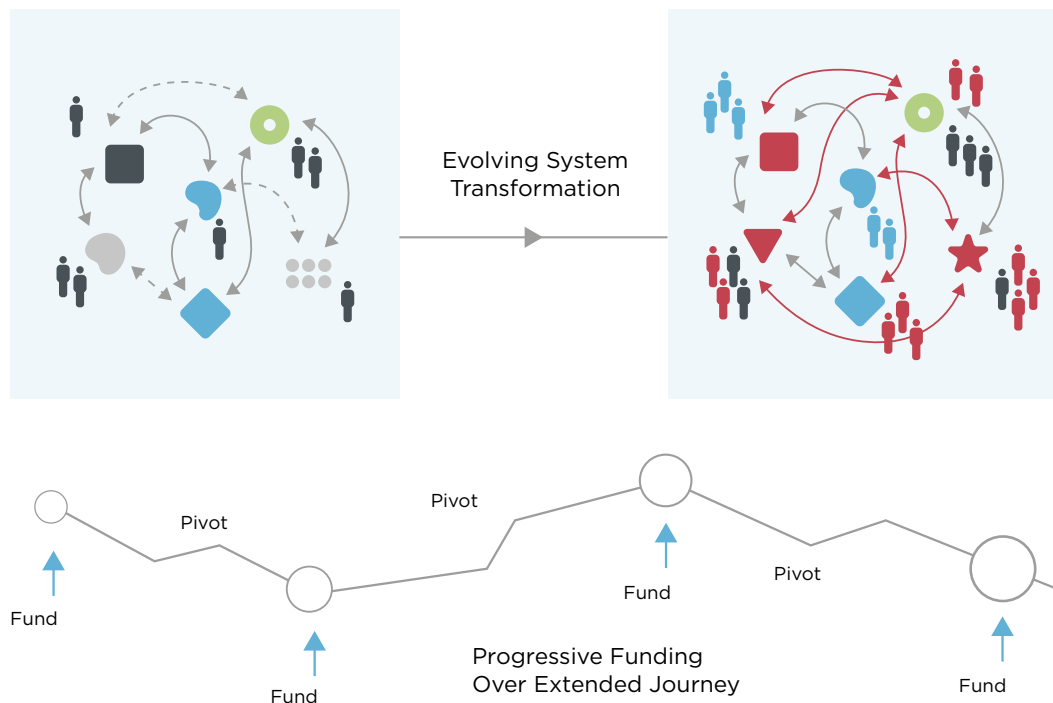 Evolving System
Transformation
Pivot
Pivot
Pivot
Fund
Fund
Fund
Fund
Progressive Funding
Over Extended Journey